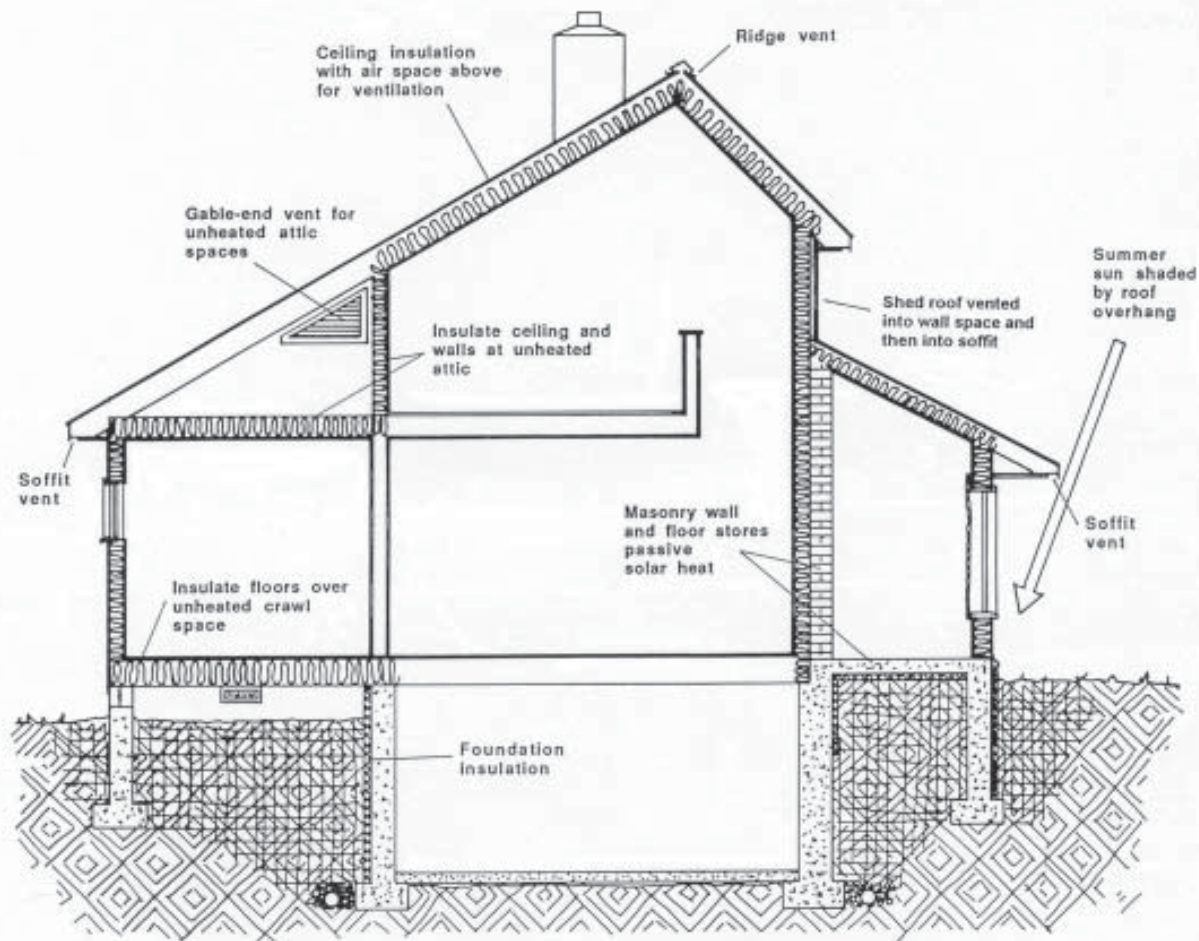 Ceiling insulation
with air space above
for ventilation
Ridge vent
Gable-end vent for
unheated attic
spaces
Summer
sun shaded
by roof
overhang
Shed roof vented
into wall space and
then into soffit
Insulate ceiling and
walls at unheated
attic
Soffit
vent
Masonry wall
and floor stores
passive
solar heat
Soffit
vent
Insulate floors over
unheated crawl
space
Foundation
insulation